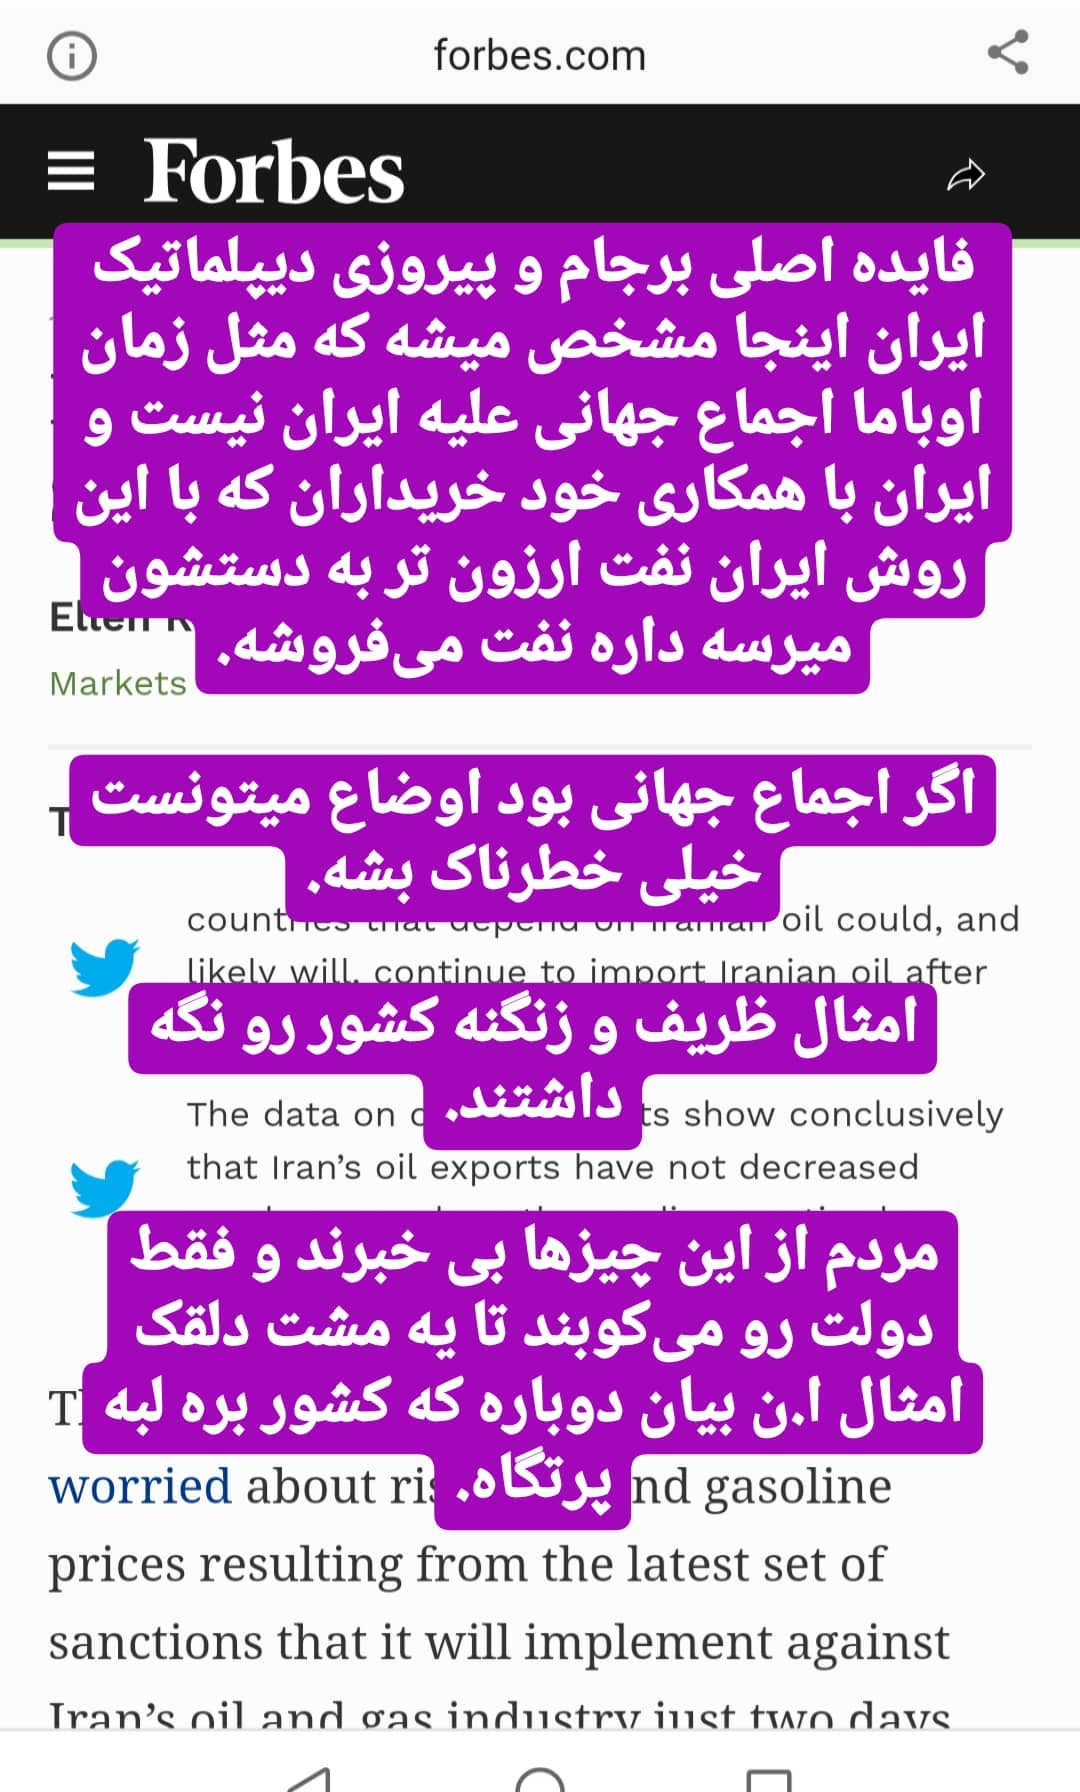 forbes.com
Forbes
فایده اصلی برجام و پیروزی دیپلماتیک
ایران اینجا مشخص میشه که مثل زمان
اوباما اجماع جهانی علیه ایران نیست و
ایران با همکاری خود خریداران که با این
روش ایران نفت ارزون تر به دستشون
میرسه داره نفت می‌فروشه.
Ellen
Markets
اگر اجماع جهانی بود اوضاع میتونست
خیلی خطرناک بشه.
countries that depend on Iranian oil could, and
likely will, continue to import Iranian oil after
امثال ظریف و زنگنه کشور رو نگه
داشتند.
The data on ts show conclusively
that Iran’s oil exports have not decreased
مردم از این چیزها بی خبرند و فقط
دولت رو می‌کوبند تا یه مشت دلقک
امثال ا.ن بیان دوباره که کشور بره لبه
پرتگاه.
worried about nd gasoline
prices resulting from the latest set of
sanctions that it will implement against
Iran’s oil and gas industry just two days